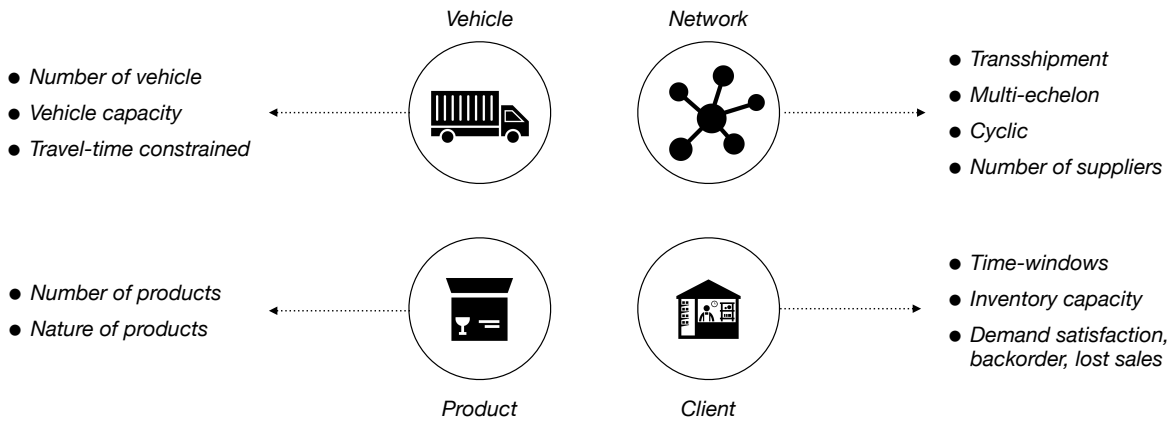 Vehicle
Number of vehicle
Vehicle capacity
Travel-time constrained
Network
Transshipment
Multi-echelon
Cyclic
Number of suppliers
Number of products
Nature of products
Product
Time-windows
Inventory capacity
Demand satisfaction,
backorder, lost sales
Client